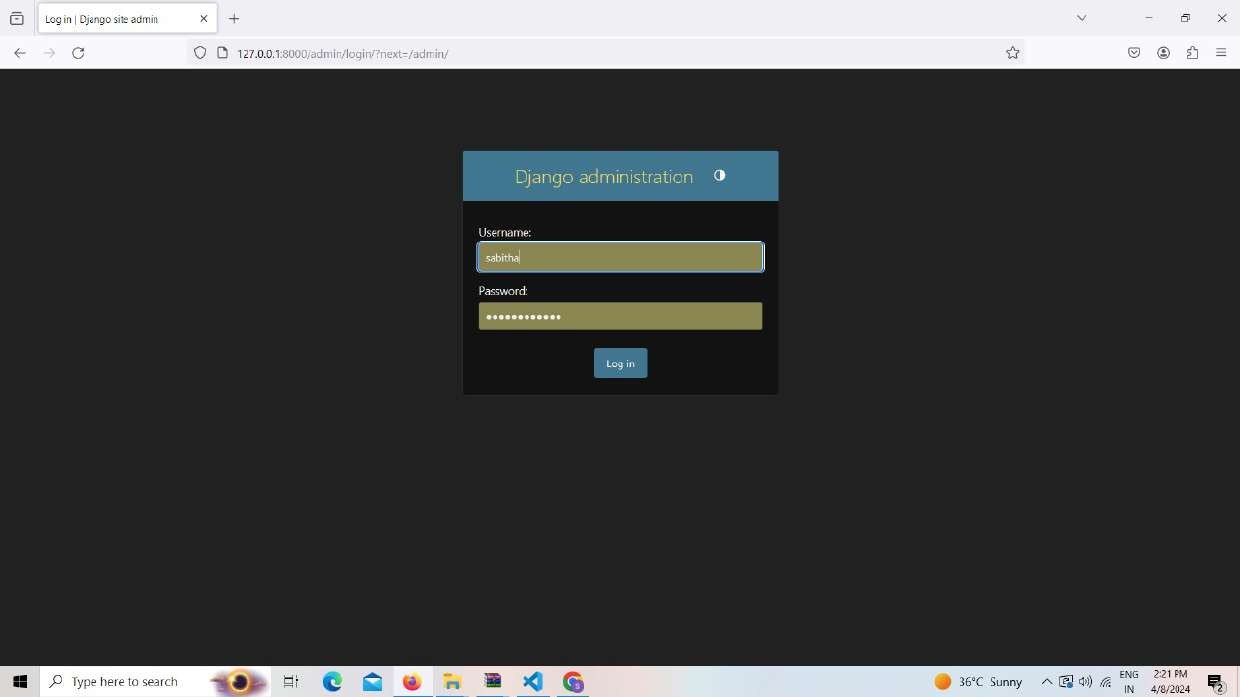 Log in | Django site admin
127.0.0.1:8000/admin/login/?next=/admin/
Django administration
Username:
sabitha
Password:
••••••••••••
Log in
Type here to search
36°C Sunny
ENG
IN
2:21 PM
4/8/2024
2